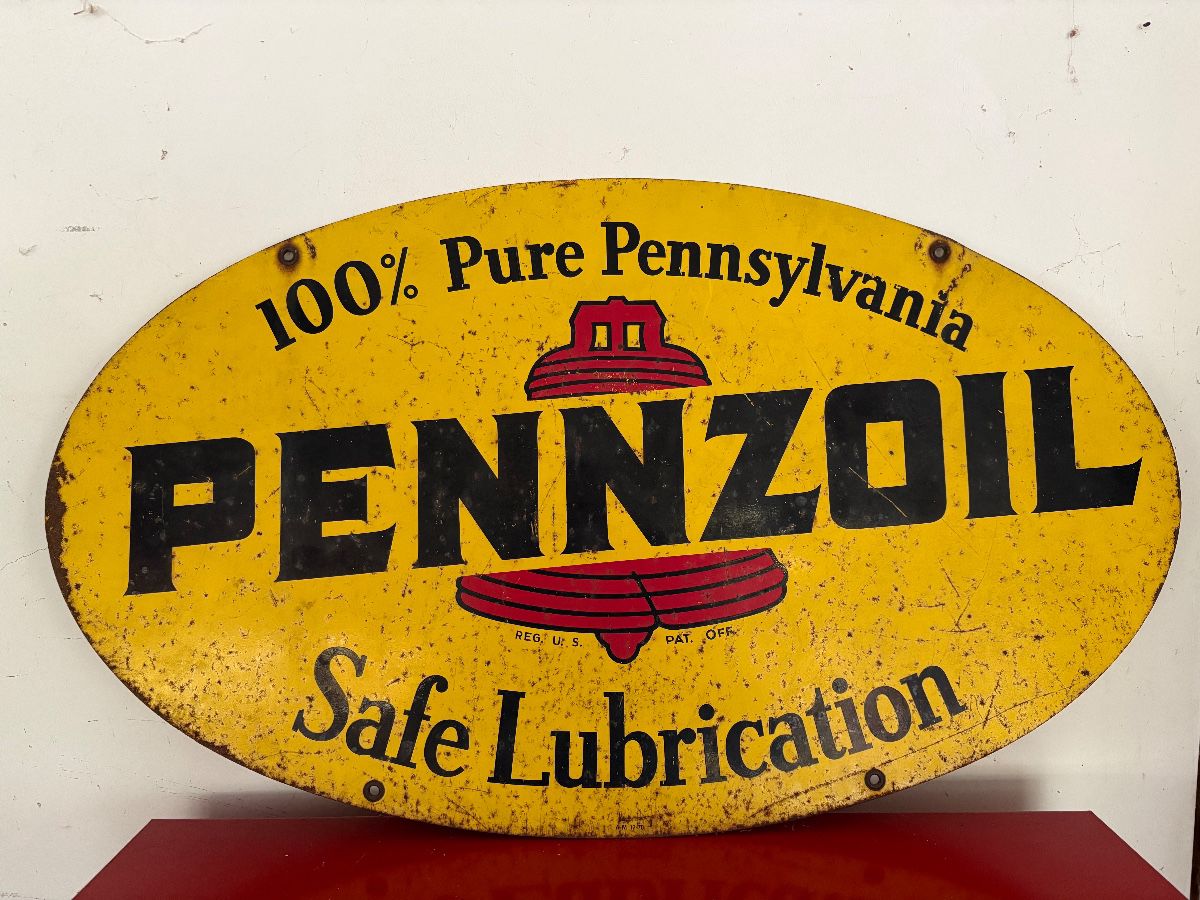 100% Pure Pennsylvania
PENNZOIL
REG. U. S. PAT. OFF.
Safe Lubrication